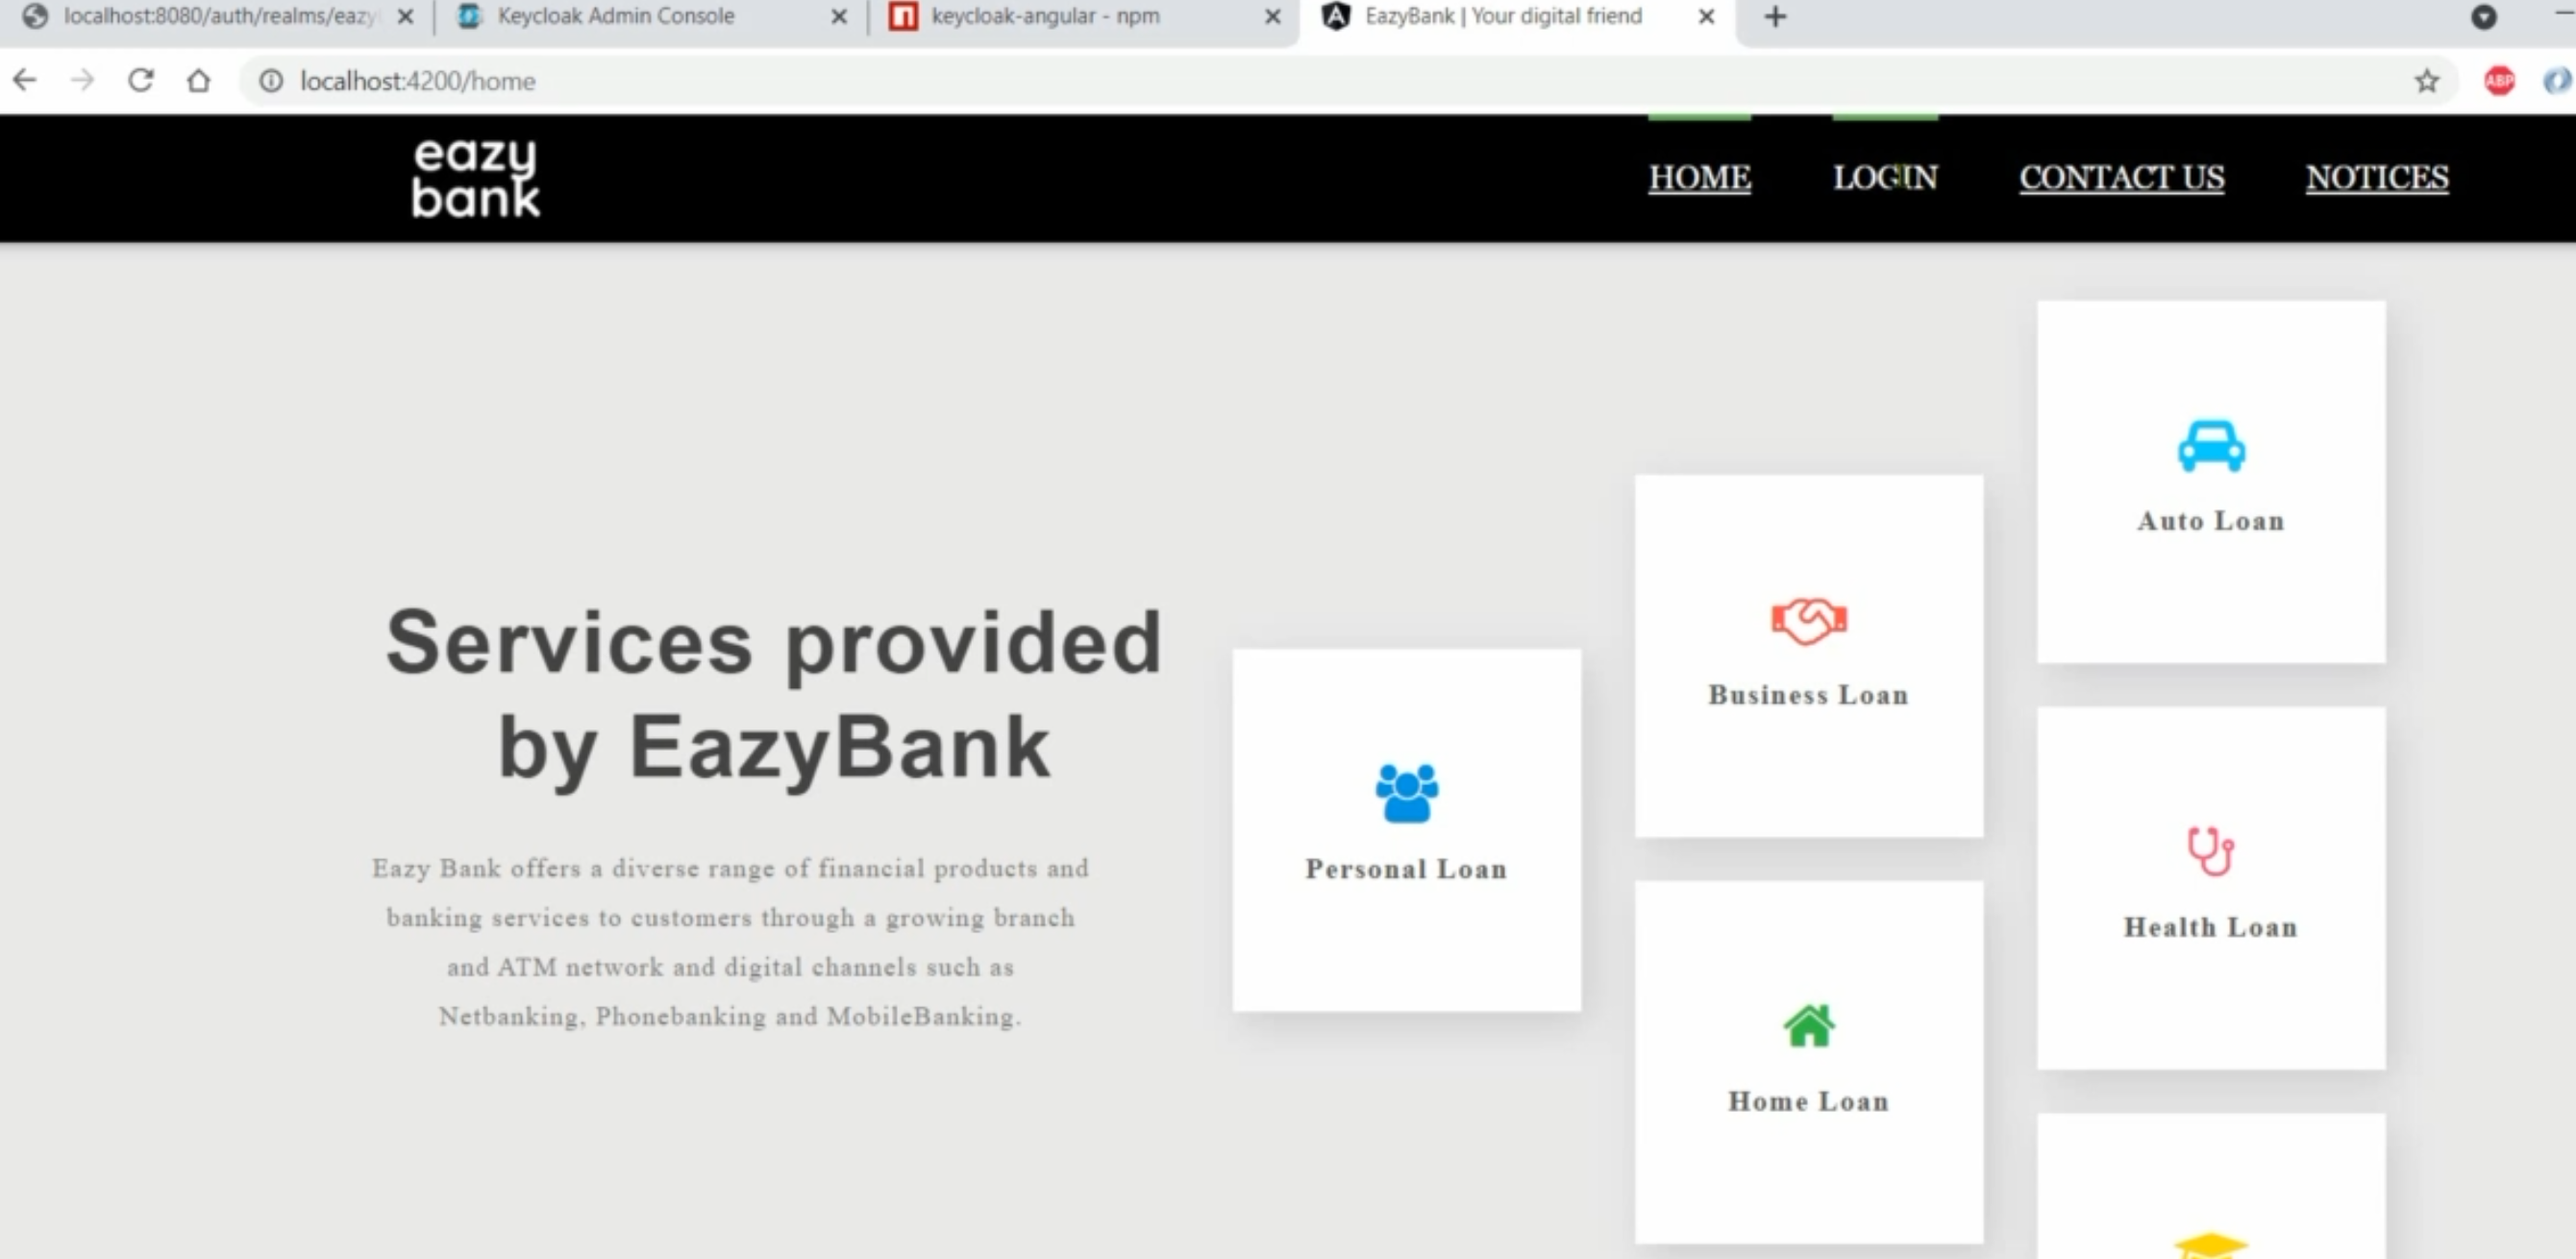 localhost:8080/auth/realms/eazy
Keycloak Admin Console
keycloak-angular - npm
EazyBank | Your digital friend
localhost:4200/home
ABP
eazy
bank
HOME
LOGIN
CONTACT US
NOTICES
Services provided
by EazyBank
Eazy Bank offers a diverse range of financial products and
banking services to customers through a growing branch
and ATM network and digital channels such as
Netbanking, Phonebanking and MobileBanking.
Personal Loan
Business Loan
Home Loan
Auto Loan
Health Loan